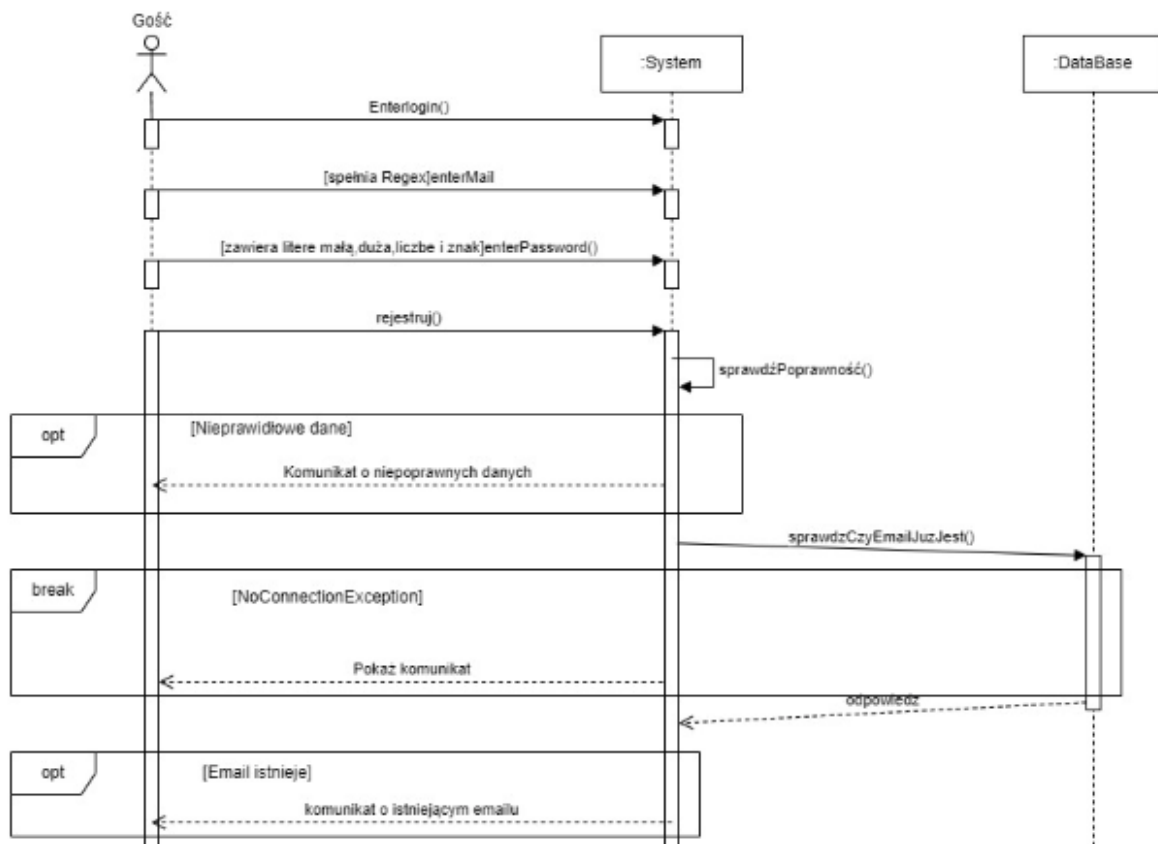 Gość
:System
:DataBase
Enterlogin()
[spełnia Regex]enterMail
[zawiera litere małą,duża,liczbe i znak]enterPassword()
rejestruj()
sprawdźPoprawność()
opt
[Nieprawidłowe dane]
Komunikat o niepoprawnych danych
sprawdzCzyEmailJuzJest()
break
[NoConnectionException]
Pokaż komunikat
odpowiedz
opt
[Email istnieje]
komunikat o istniejącym emailu